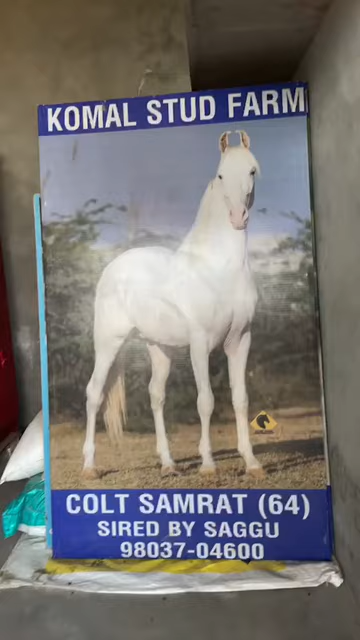 KOMAL STUD FARM
COLT SAMRAT (64)
SIRED BY SAGGU
98037-04600